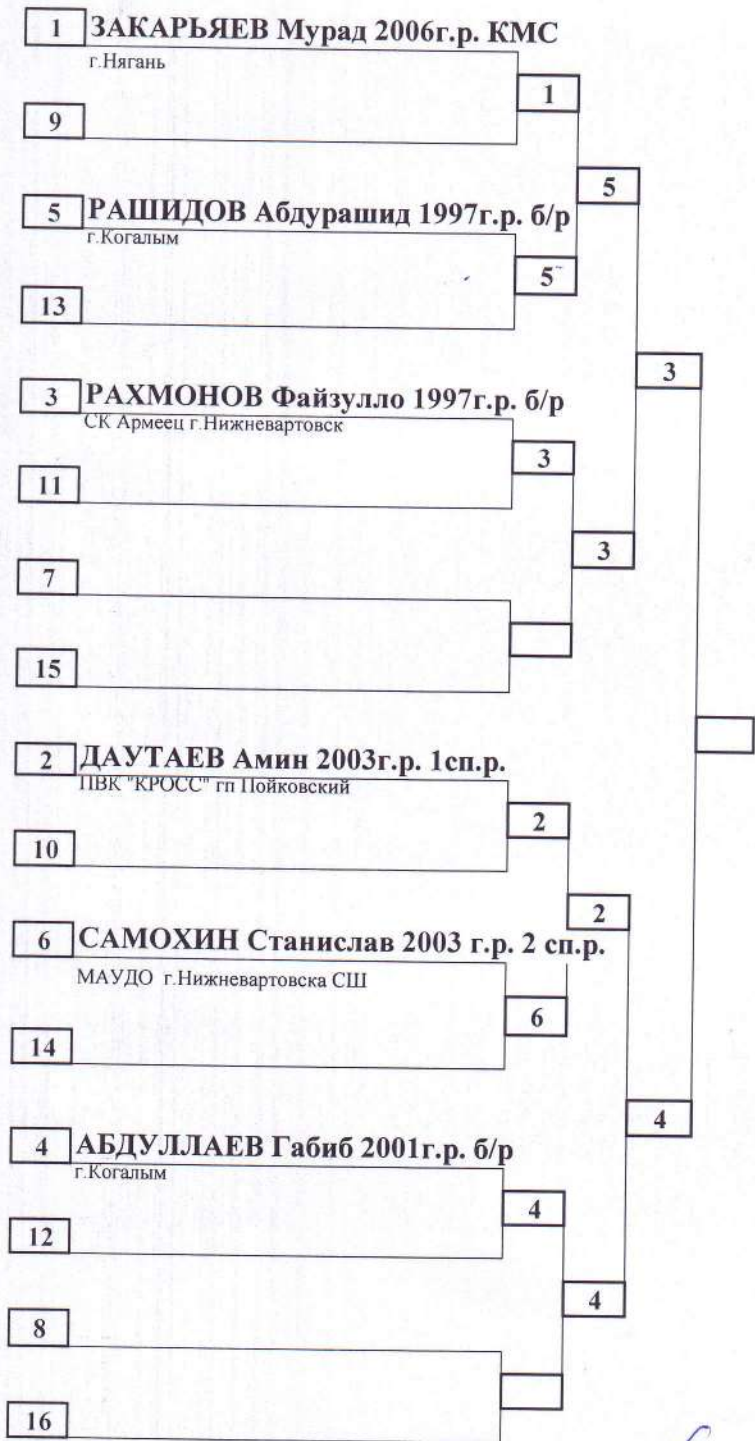 1 ЗАКАРЬЯЕВ Мурад 2006г.р. КМС
г.Нягань
1
9
5
5 РАШИДОВ Абдурашид 1997г.р. б/р
г.Когалым
5
13
3
3 РАХМОНОВ Файзулло 1997г.р. б/р
СК Армеец г.Нижневартовск
3
11
3
7
15
2 ДАУТАЕВ Амин 2003г.р. 1сп.р.
ПВК "КРОСС" гп Пойковский
2
10
2
6 САМОХИН Станислав 2003 г.р. 2 сп.р.
МАУДО г.Нижневартовска СШ
6
14
4
4 АБДУЛЛАЕВ Габиб 2001г.р. б/р
г.Когалым
4
12
4
8
16